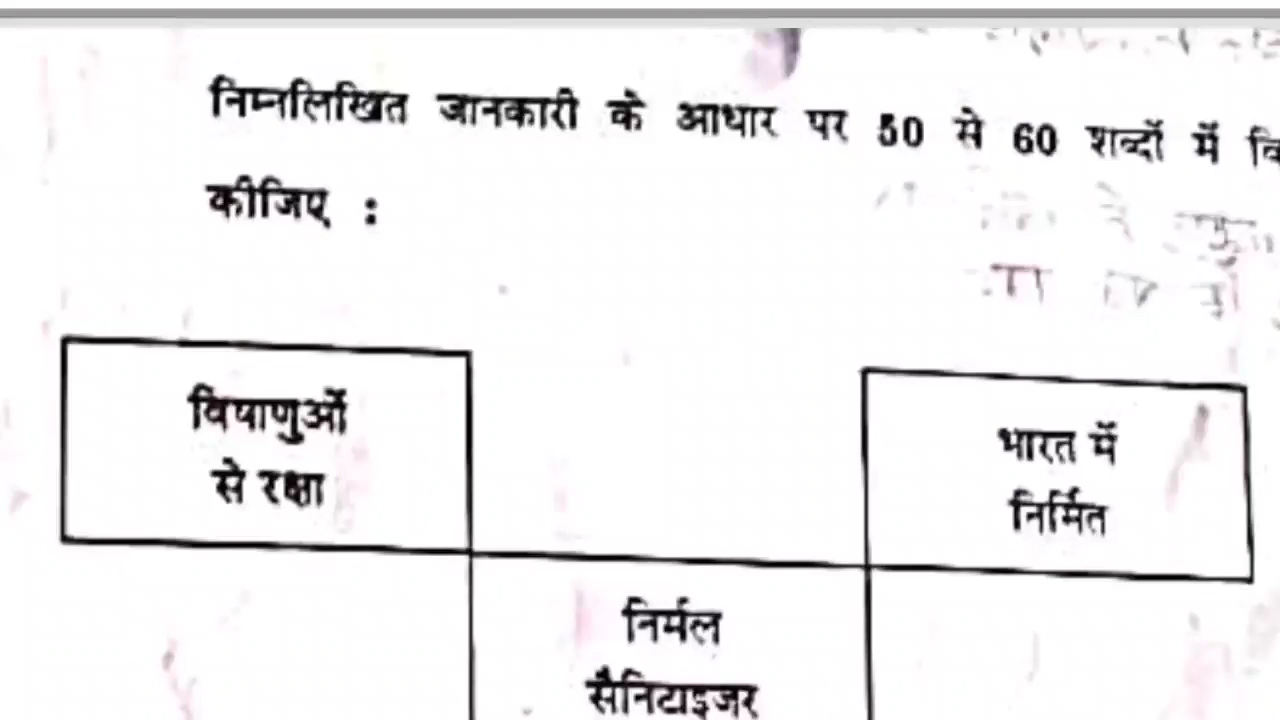 निम्नलिखित जानकारी के आधार पर 50 से 60 शब्दों में
कीजिए :
विषाणुओं
से रक्षा
भारत में
निर्मित
निर्मल
सैनिटाइजर